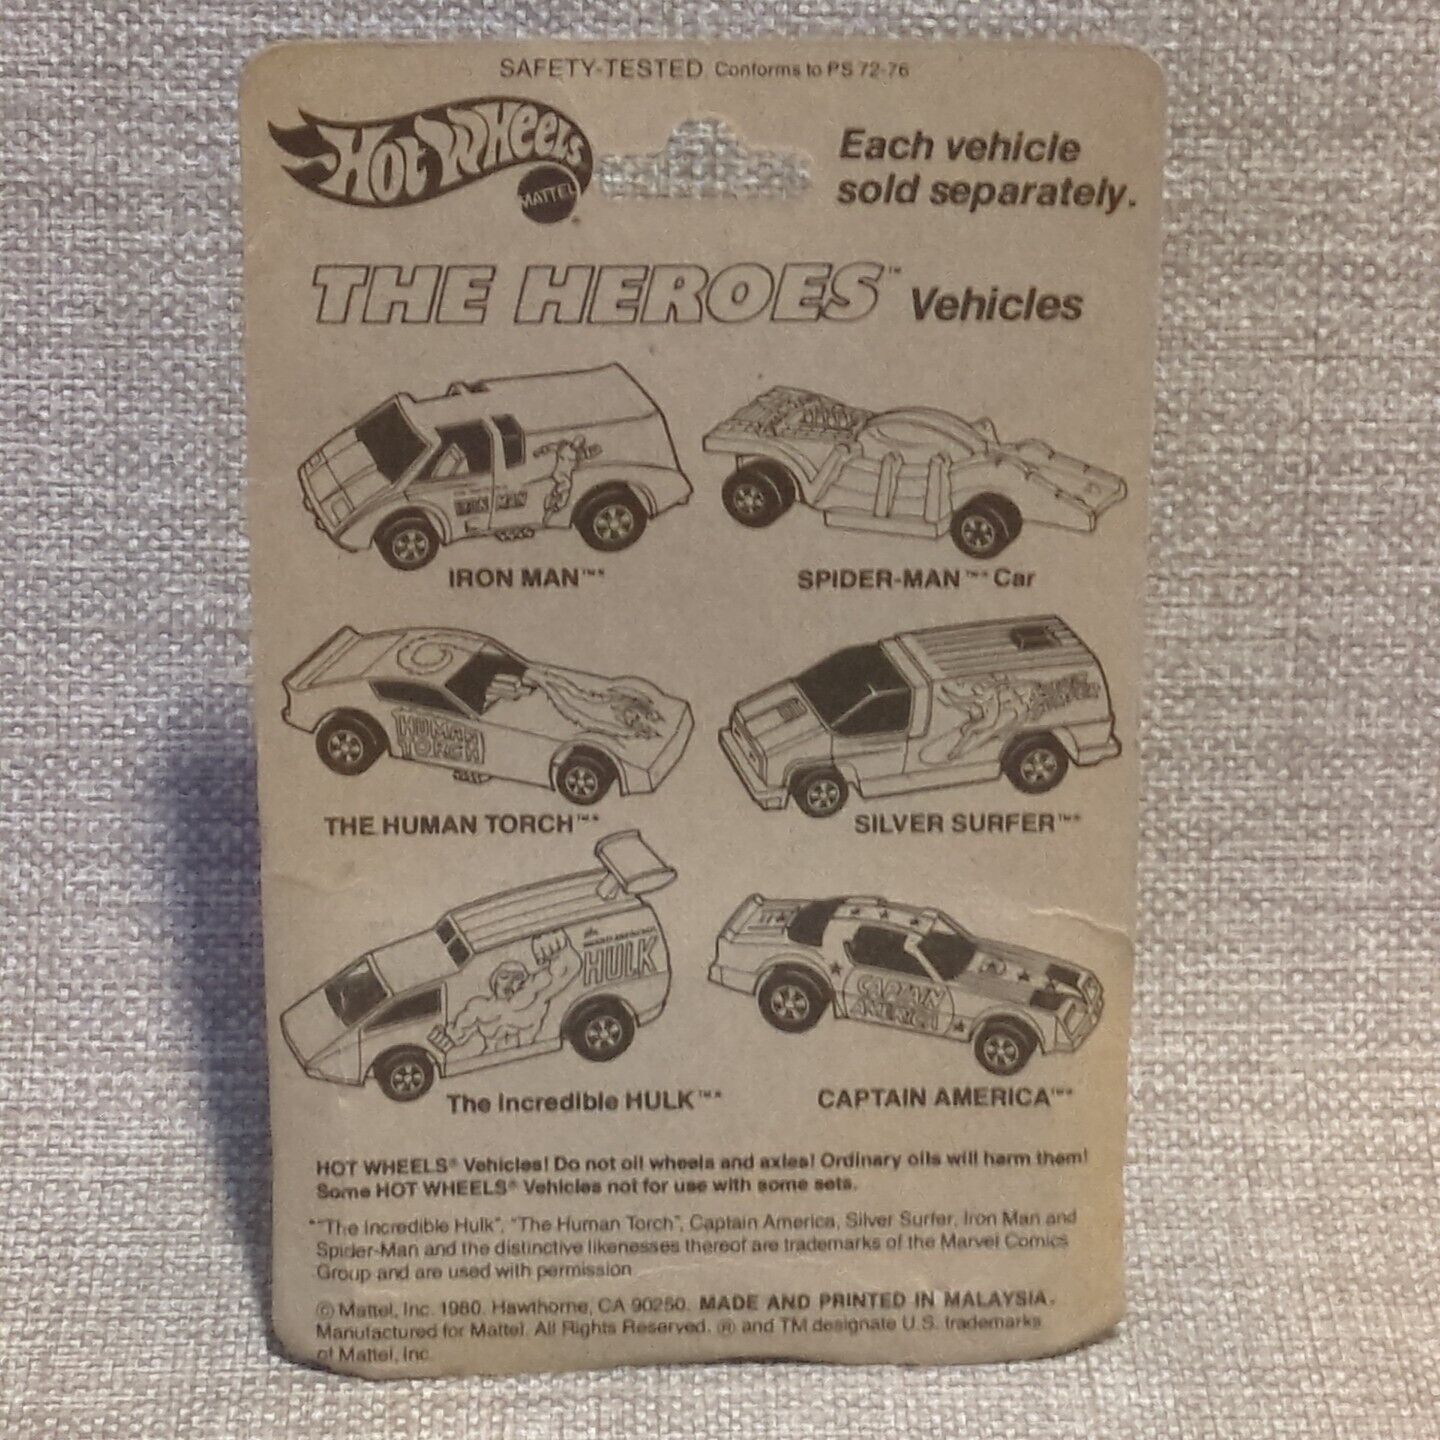 SAFETY-TESTED Conforms to PS 72-76
HOT WHEELS
MATTEL
®
Each vehicle
sold separately.
THE HEROES™ Vehicles
IRON MAN
IRON MAN™*
SPIDER-MAN™* Car
HUMAN
TORCH
THE HUMAN TORCH™*
SILVER
SURFER
SILVER SURFER™*
HULK
The Incredible HULK™*
CAPTAIN
AMERICA
CAPTAIN AMERICA™*
HOT WHEELS® Vehicles! Do not oil wheels and axles! Ordinary oils will harm them!
Some HOT WHEELS® Vehicles not for use with some sets.
*"The Incredible Hulk", "The Human Torch", Captain America, Silver Surfer, Iron Man and
Spider-Man and the distinctive likenesses thereof are trademarks of the Marvel Comics
Group and are used with permission
© Mattel, Inc. 1980. Hawthorne, CA 90250. MADE AND PRINTED IN MALAYSIA.
Manufactured for Mattel. All Rights Reserved. ® and TM designate U.S. trademarks
of Mattel, Inc.